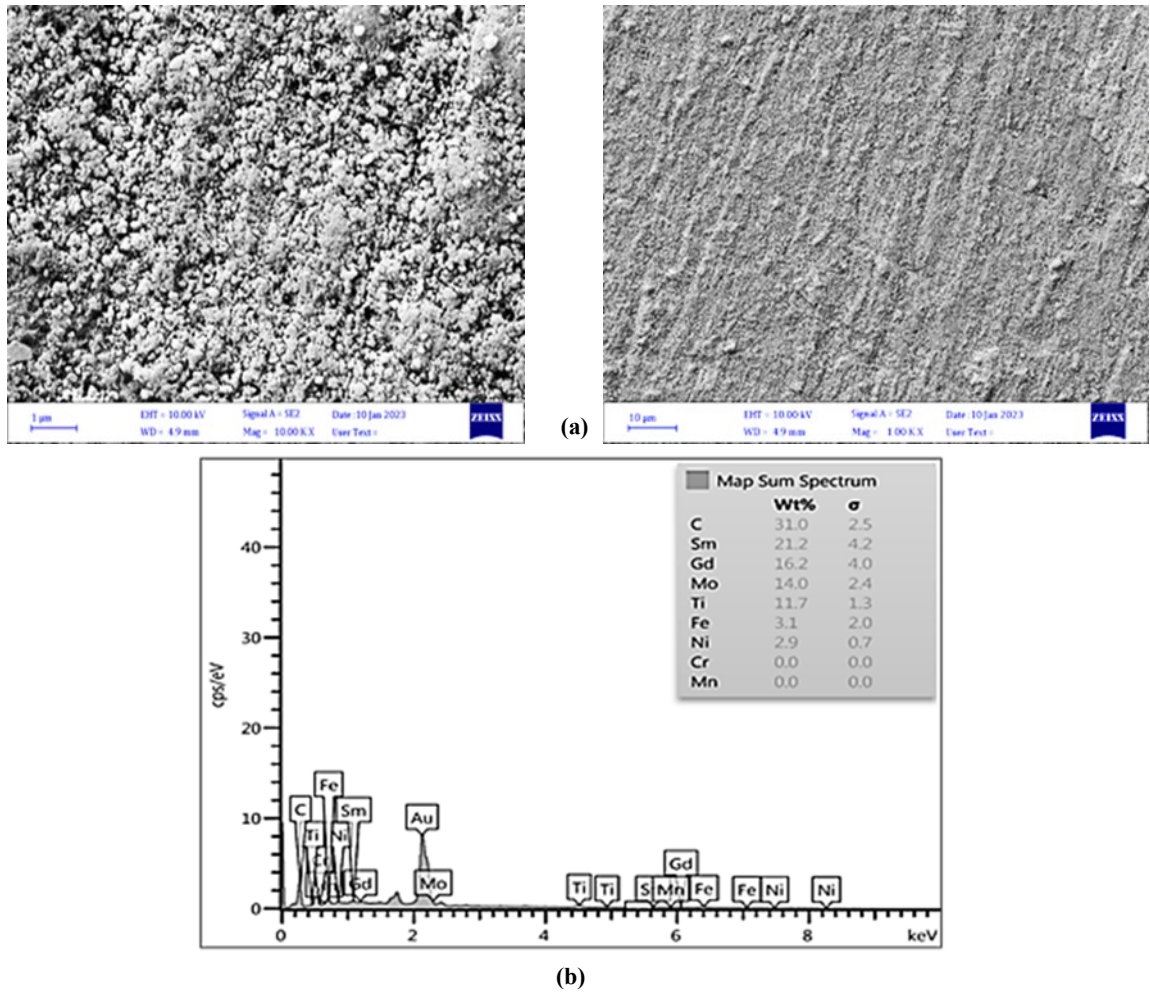 1 µm
EHT = 10.00 kV Signal A = SE2 Date :10 Jan 2023 ZEISS
WD = 4.9 mm Mag = 10.00 K X User Text =
10 µm
EHT = 10.00 kV Signal A = SE2 Date :10 Jan 2023 ZEISS
WD = 4.9 mm Mag = 1.00 K X User Text =
(a)
Map Sum Spectrum
Wt% σ
C 31.0 2.5
Sm 21.2 4.2
Gd 16.2 4.0
Mo 14.0 2.4
Ti 11.7 1.3
Fe 3.1 2.0
Ni 2.9 0.7
Cr 0.0 0.0
Mn 0.0 0.0
cps/eV
40
30
20
10
0
Fe
C Sm Au
Ti Ni
Gd
Gd Mo Ti Ti Mn Fe Fe Ni Ni
0 2 4 6 8 keV
(b)